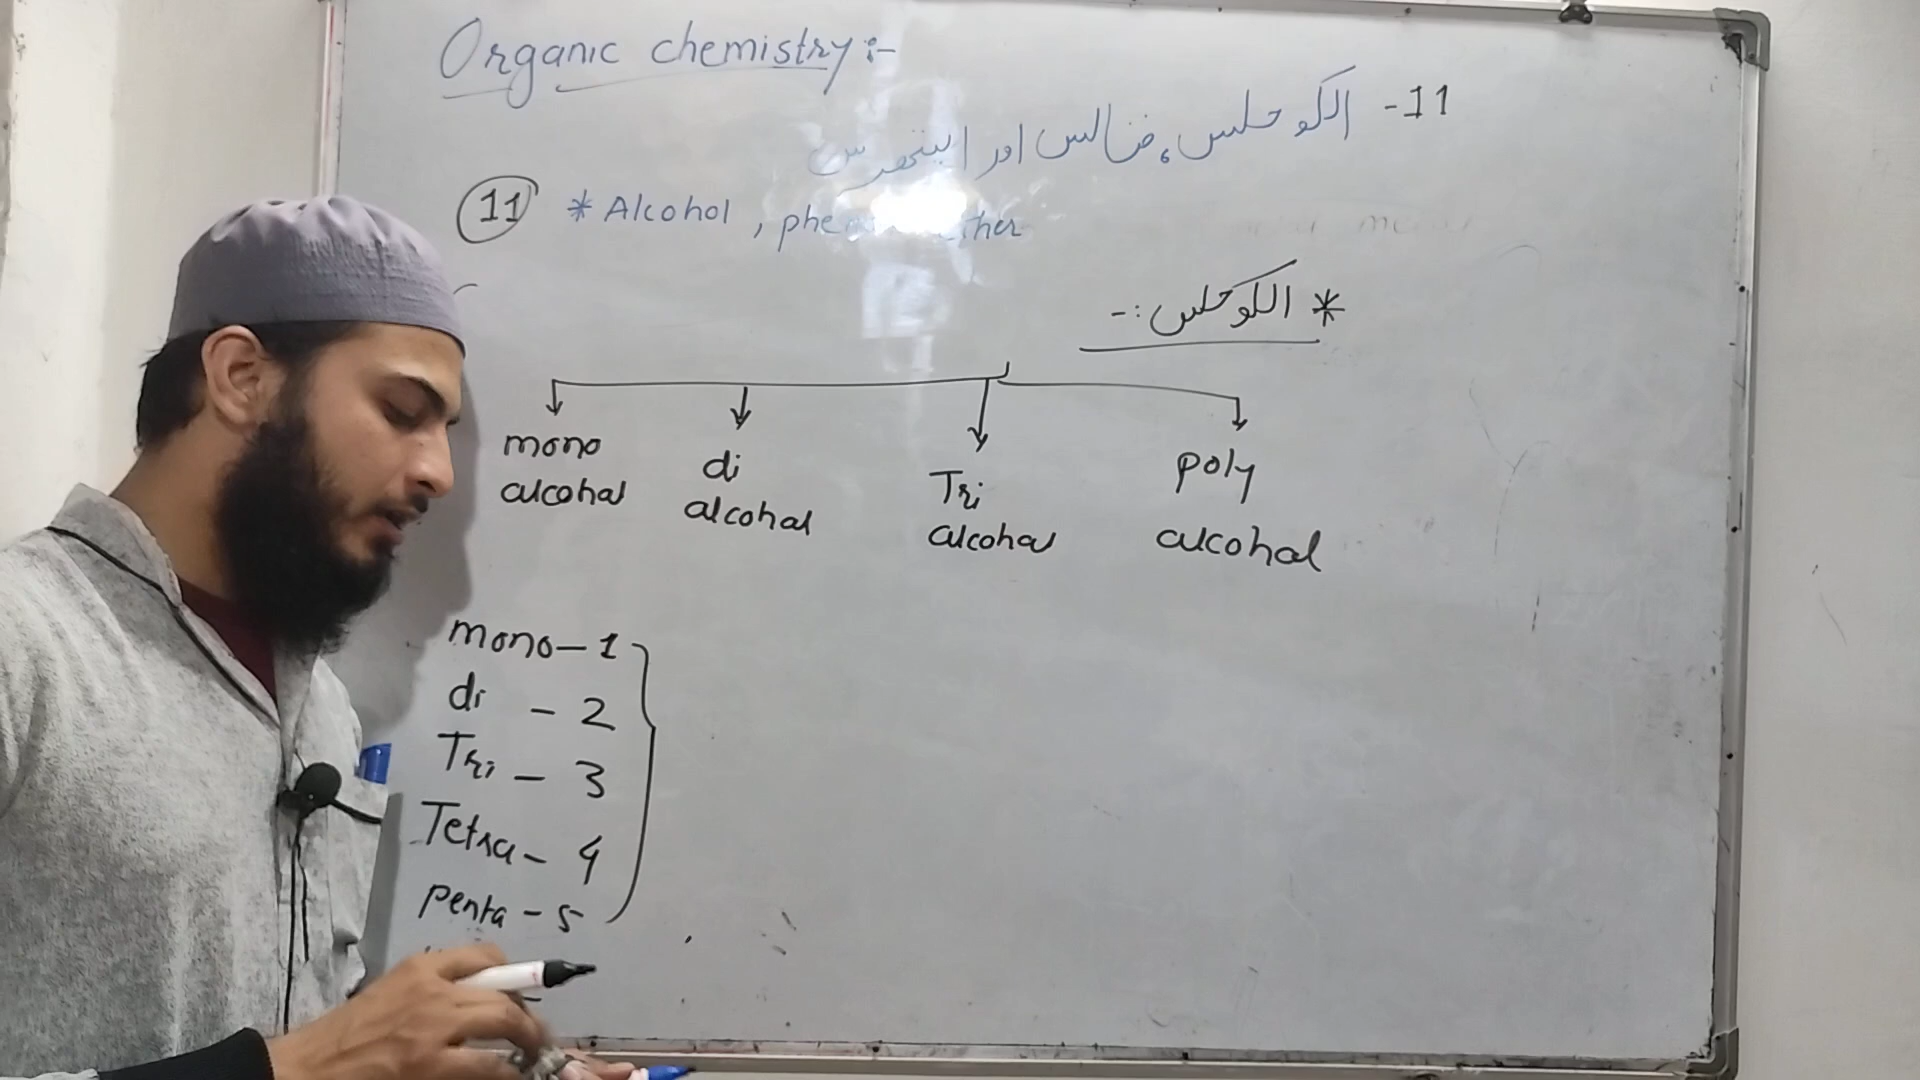 Organic chemistry :-
11- الکوحلس، فنالس اور ایتھرس
11 * Alcohol, phe ther
* الکوحلس :-
mono alcohal
di alcohal
Tri alcohal
poly alcohal
mono - 1
di - 2
Tri - 3
Tetra - 4
penta - 5